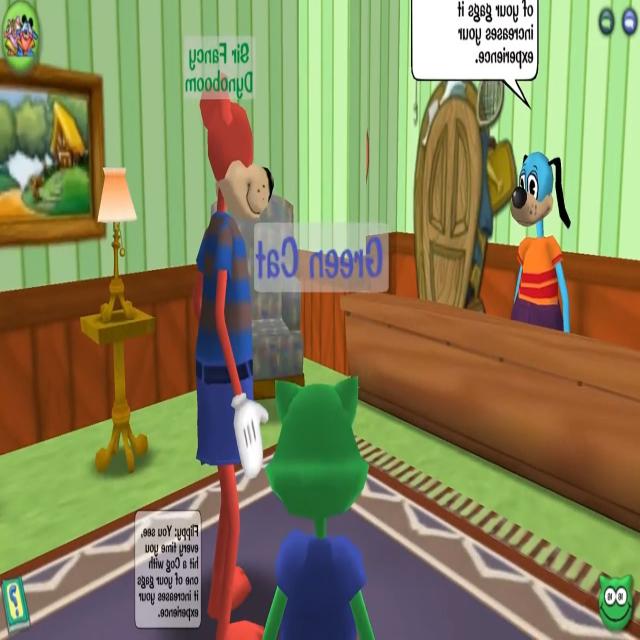 of your gags it
increases your
experience.
Sir Fancy
Dynoboom
Green Cat
Flippy: You see,
every time you
hit a Cog with
one of your gags
it increases your
experience.
?